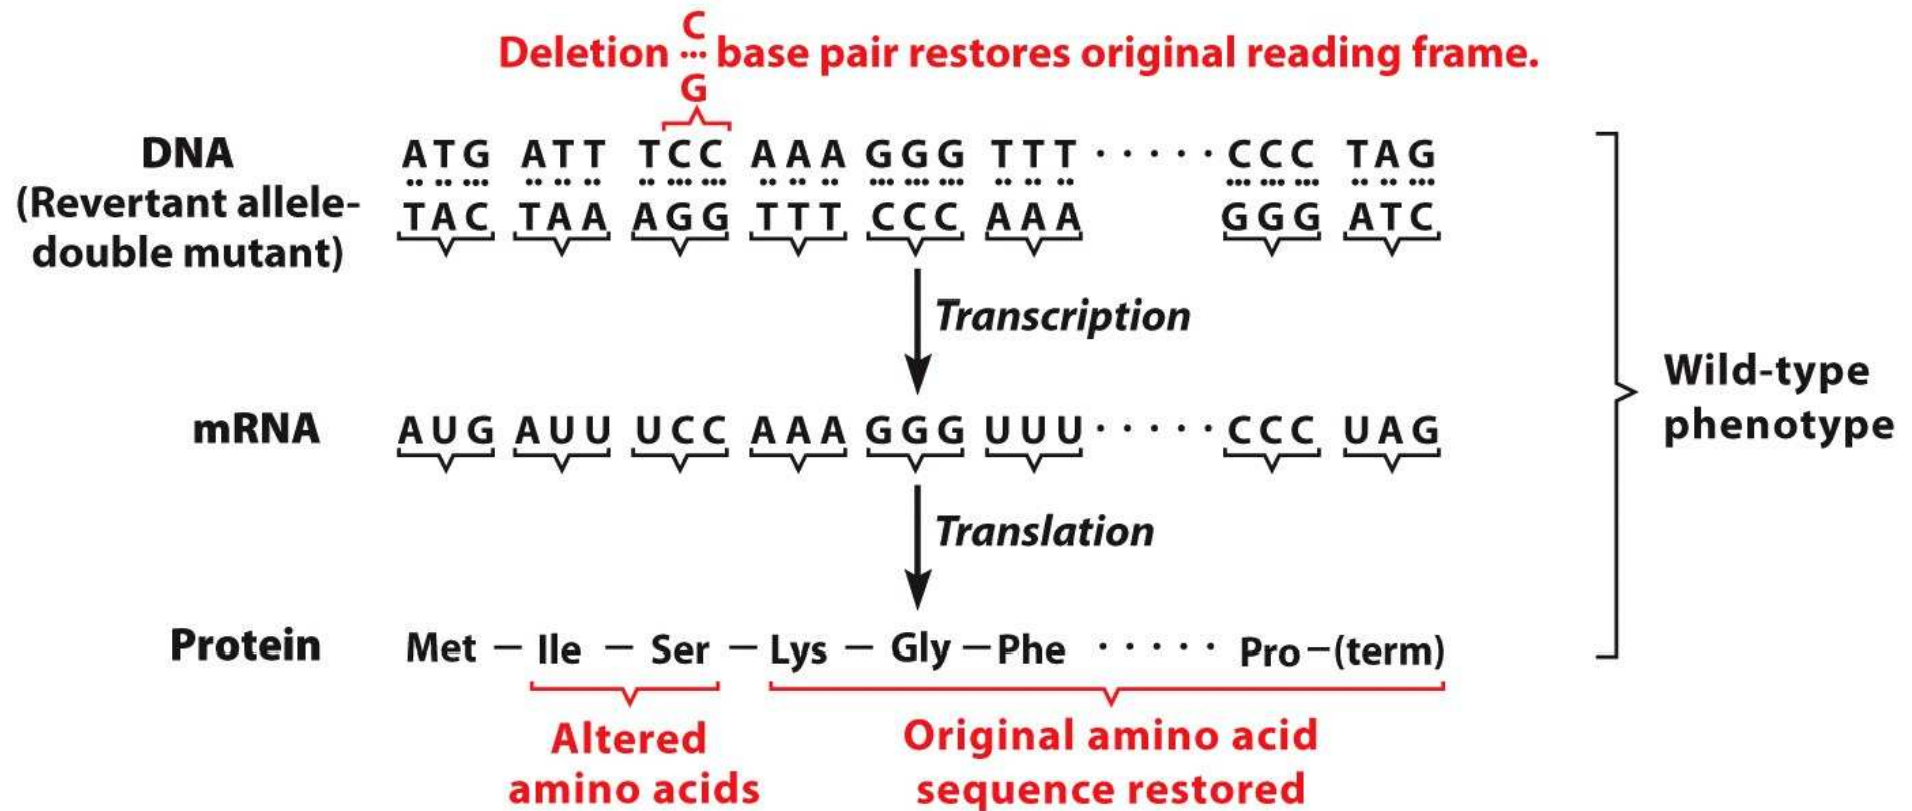 C
Deletion ··· base pair restores original reading frame.
G
DNA
(Revertant allele-
double mutant)
ATG ATT TCC AAA GGG TTT · · · · · CCC TAG
TAC TAA AGG TTT CCC AAA GGG ATC
Transcription
mRNA
AUG AUU UCC AAA GGG UUU · · · · · CCC UAG
Translation
Protein
Met – Ile – Ser – Lys – Gly – Phe · · · · · Pro – (term)
Wild-type
phenotype
Altered
amino acids
Original amino acid
sequence restored